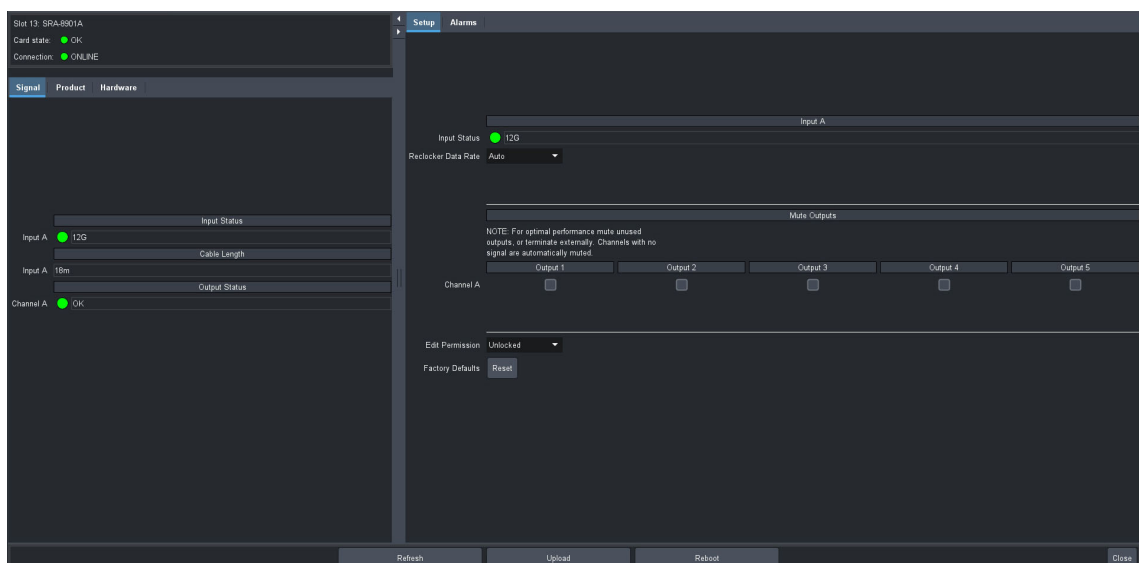 Slot 13: SRA-8901A
Card state: OK
Connection: ONLINE
Signal Product Hardware
Input Status
Input A 12G
Cable Length
Input A 18m
Output Status
Channel A OK
Setup Alarms
Input A
Input Status 12G
Reclocker Data Rate Auto
Mute Outputs
NOTE: For optimal performance mute unused
outputs, or terminate externally. Channels with no
signal are automatically muted.
Output 1 Output 2 Output 3 Output 4 Output 5
Channel A
Edit Permission Unlocked
Factory Defaults Reset
Refresh Upload Reboot Close